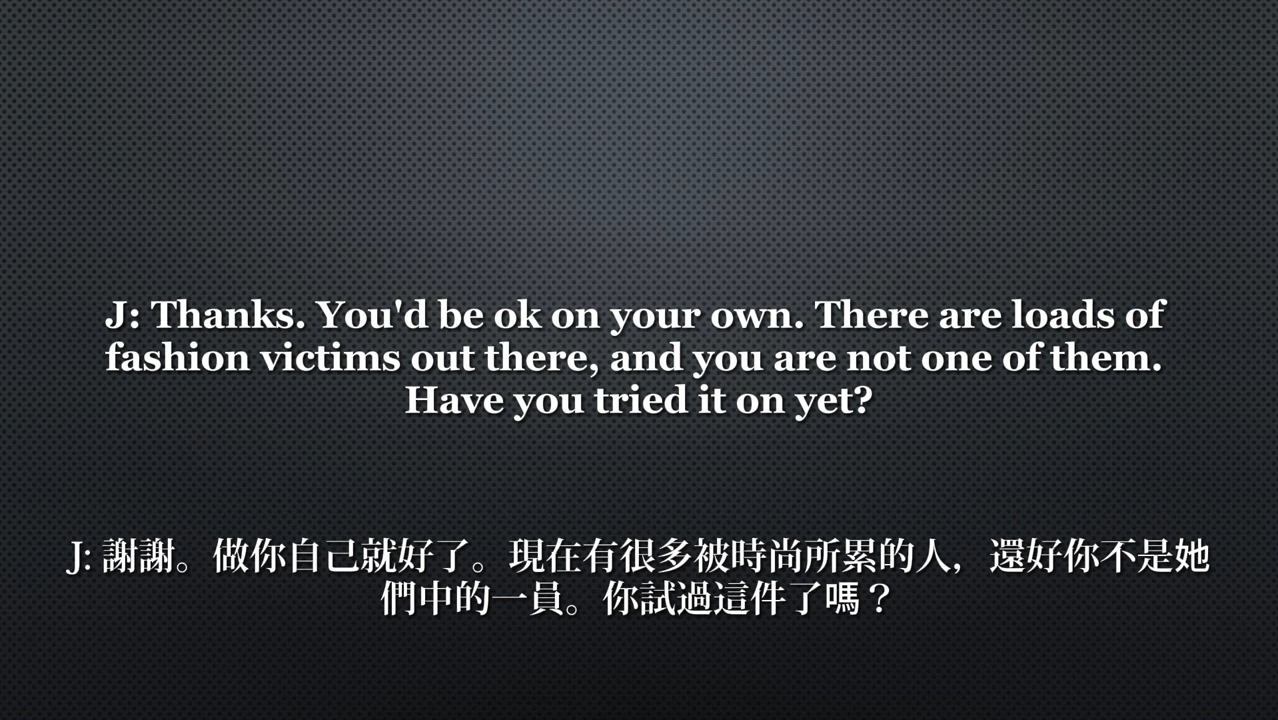 J: Thanks. You'd be ok on your own. There are loads of
fashion victims out there, and you are not one of them.
Have you tried it on yet?
J: 謝謝。做你自己就好了。現在有很多被時尚所累的人，還好你不是她
們中的一員。你試過這件了嗎？